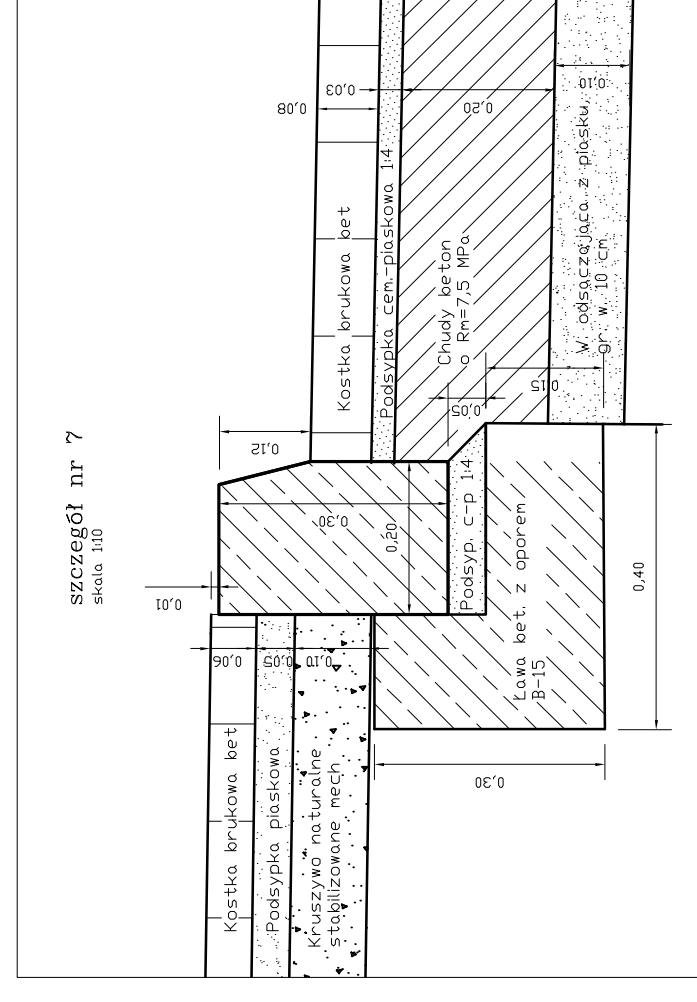 szczegół nr 7
skala 1:10
0,01
0,12
0,30
0,20
0,08
0,03
0,20
0,10
0,05
0,15
Kostka brukowa bet
Podsypka cem.-piaskowa 1:4
Chudy beton
o Rm=7,5 MPa
W. odsączająca z piasku,
gr. w. 10 cm
Podsyp. c-p 1:4
Ława bet. z oporem
B-15
0,06
0,05
0,10
Kostka brukowa bet
Podsypka piaskowa
Kruszywo naturalne
stabilizowane mech
0,30
0,40